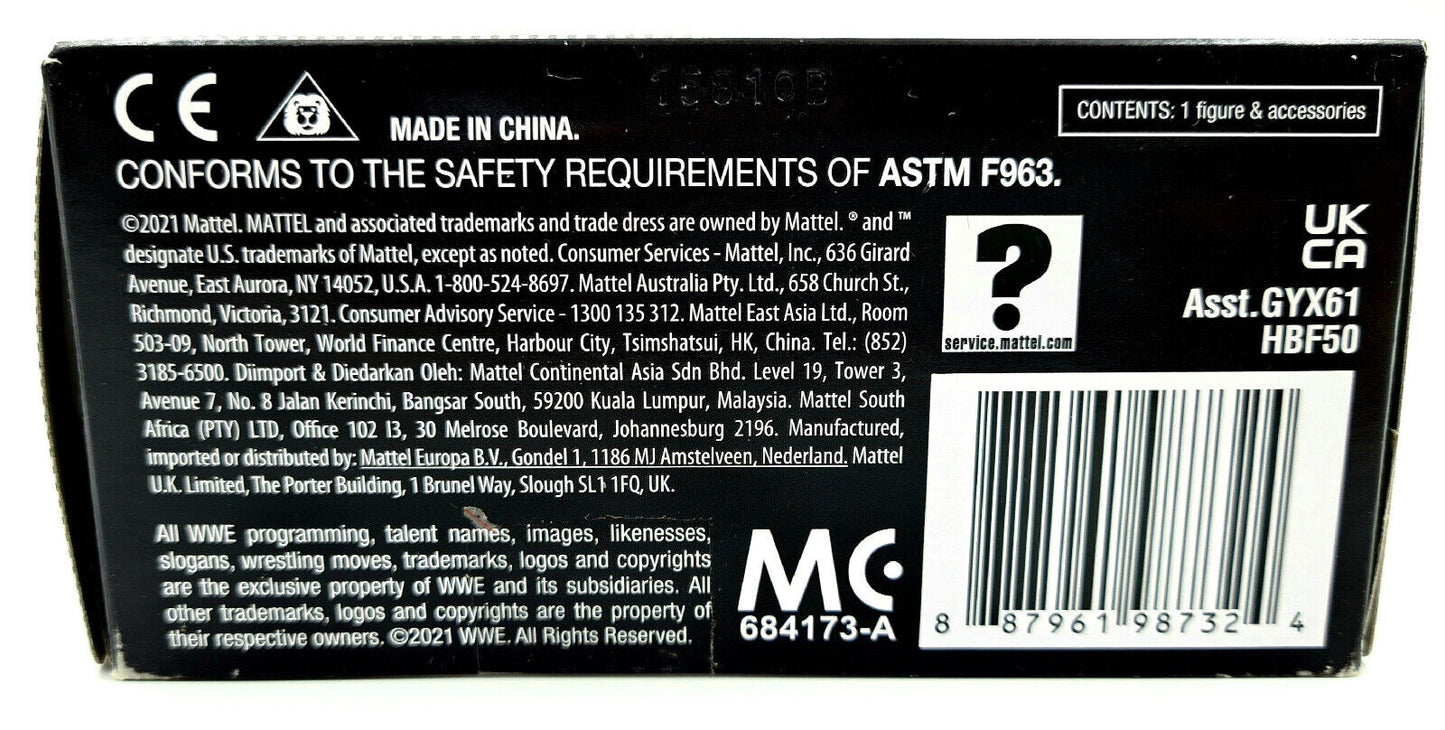 CE
MADE IN CHINA.
CONTENTS: 1 figure & accessories
CONFORMS TO THE SAFETY REQUIREMENTS OF ASTM F963.
©2021 Mattel. MATTEL and associated trademarks and trade dress are owned by Mattel. ® and ™
designate U.S. trademarks of Mattel, except as noted. Consumer Services - Mattel, Inc., 636 Girard
Avenue, East Aurora, NY 14052, U.S.A. 1-800-524-8697. Mattel Australia Pty. Ltd., 658 Church St.,
Richmond, Victoria, 3121. Consumer Advisory Service - 1300 135 312. Mattel East Asia Ltd., Room
503-09, North Tower, World Finance Centre, Harbour City, Tsimshatsui, HK, China. Tel.: (852)
3185-6500. Diimport & Diedarkan Oleh: Mattel Continental Asia Sdn Bhd. Level 19, Tower 3,
Avenue 7, No. 8 Jalan Kerinchi, Bangsar South, 59200 Kuala Lumpur, Malaysia. Mattel South
Africa (PTY) LTD, Office 102 I3, 30 Melrose Boulevard, Johannesburg 2196. Manufactured,
imported or distributed by: Mattel Europa B.V., Gondel 1, 1186 MJ Amstelveen, Nederland. Mattel
U.K. Limited, The Porter Building, 1 Brunel Way, Slough SL1 1FQ, UK.
?
service.mattel.com
UK
CA
Asst.GYX61
HBF50
All WWE programming, talent names, images, likenesses,
slogans, wrestling moves, trademarks, logos and copyrights
are the exclusive property of WWE and its subsidiaries. All
other trademarks, logos and copyrights are the property of
their respective owners. ©2021 WWE. All Rights Reserved.
MC
684173-A
8 87961 98732 4